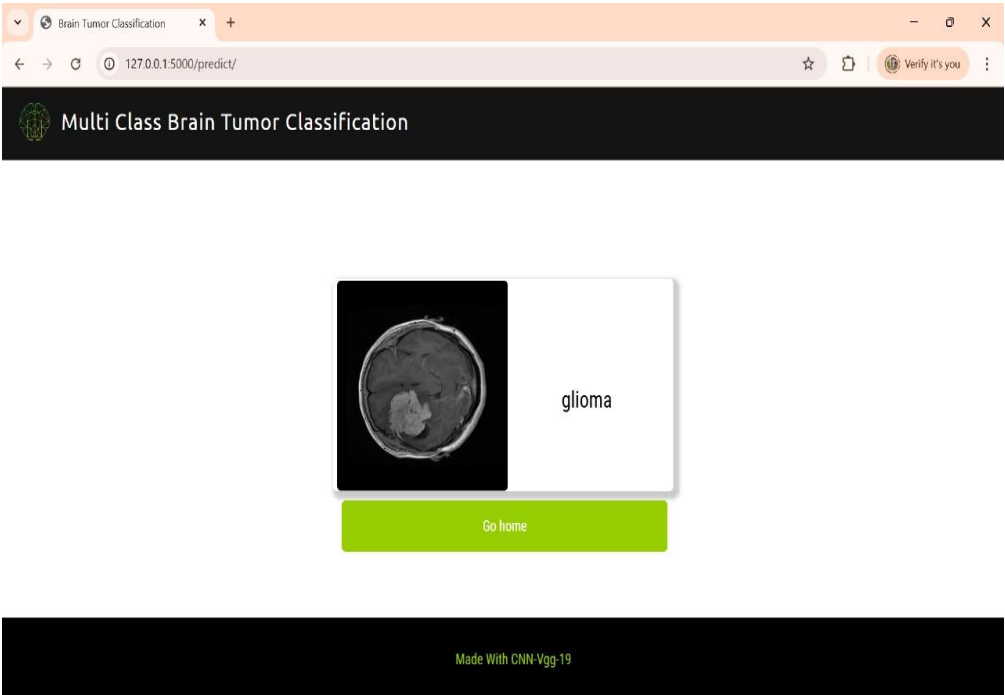 Brain Tumor Classification
127.0.0.1:5000/predict/
Verify it's you
Multi Class Brain Tumor Classification
glioma
Go home
Made With CNN-Vgg-19